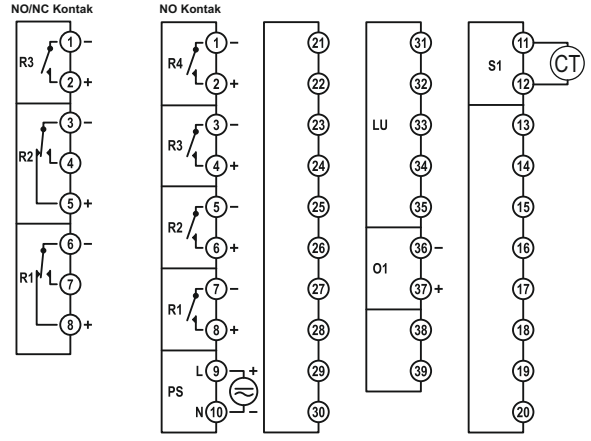 NO/NC Kontak
R3
1 −
2 +
R2
3 −
4
5 +
R1
6 −
7
8 +
NO Kontak
R4
1 −
2 +
R3
3 −
4 +
R2
5 −
6 +
R1
7 −
8 +
PS
L 9 +
N 10 −
21
22
23
24
25
26
27
28
29
30
31
32
LU 33
34
35
36 −
O1
37 +
38
39
11
S1 CT
12
13
14
15
16
17
18
19
20